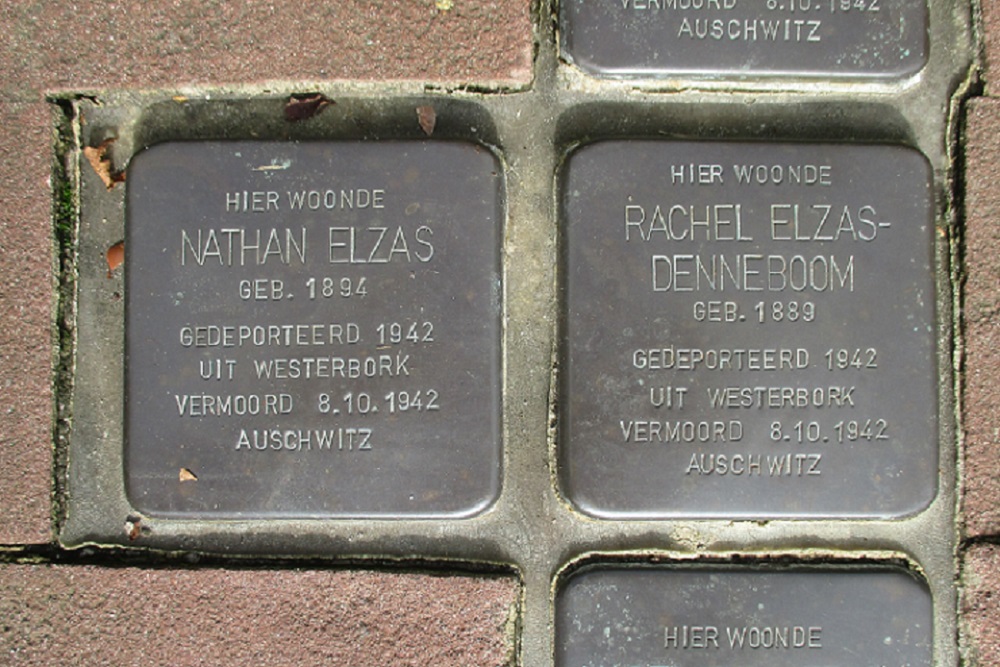 VERMOORD 8.10.1942
AUSCHWITZ
HIER WOONDE
NATHAN ELZAS
GEB. 1894
GEDEPORTEERD 1942
UIT WESTERBORK
VERMOORD 8.10.1942
AUSCHWITZ
HIER WOONDE
RACHEL ELZAS-
DENNEBOOM
GEB. 1889
GEDEPORTEERD 1942
UIT WESTERBORK
VERMOORD 8.10.1942
AUSCHWITZ
HIER WOONDE